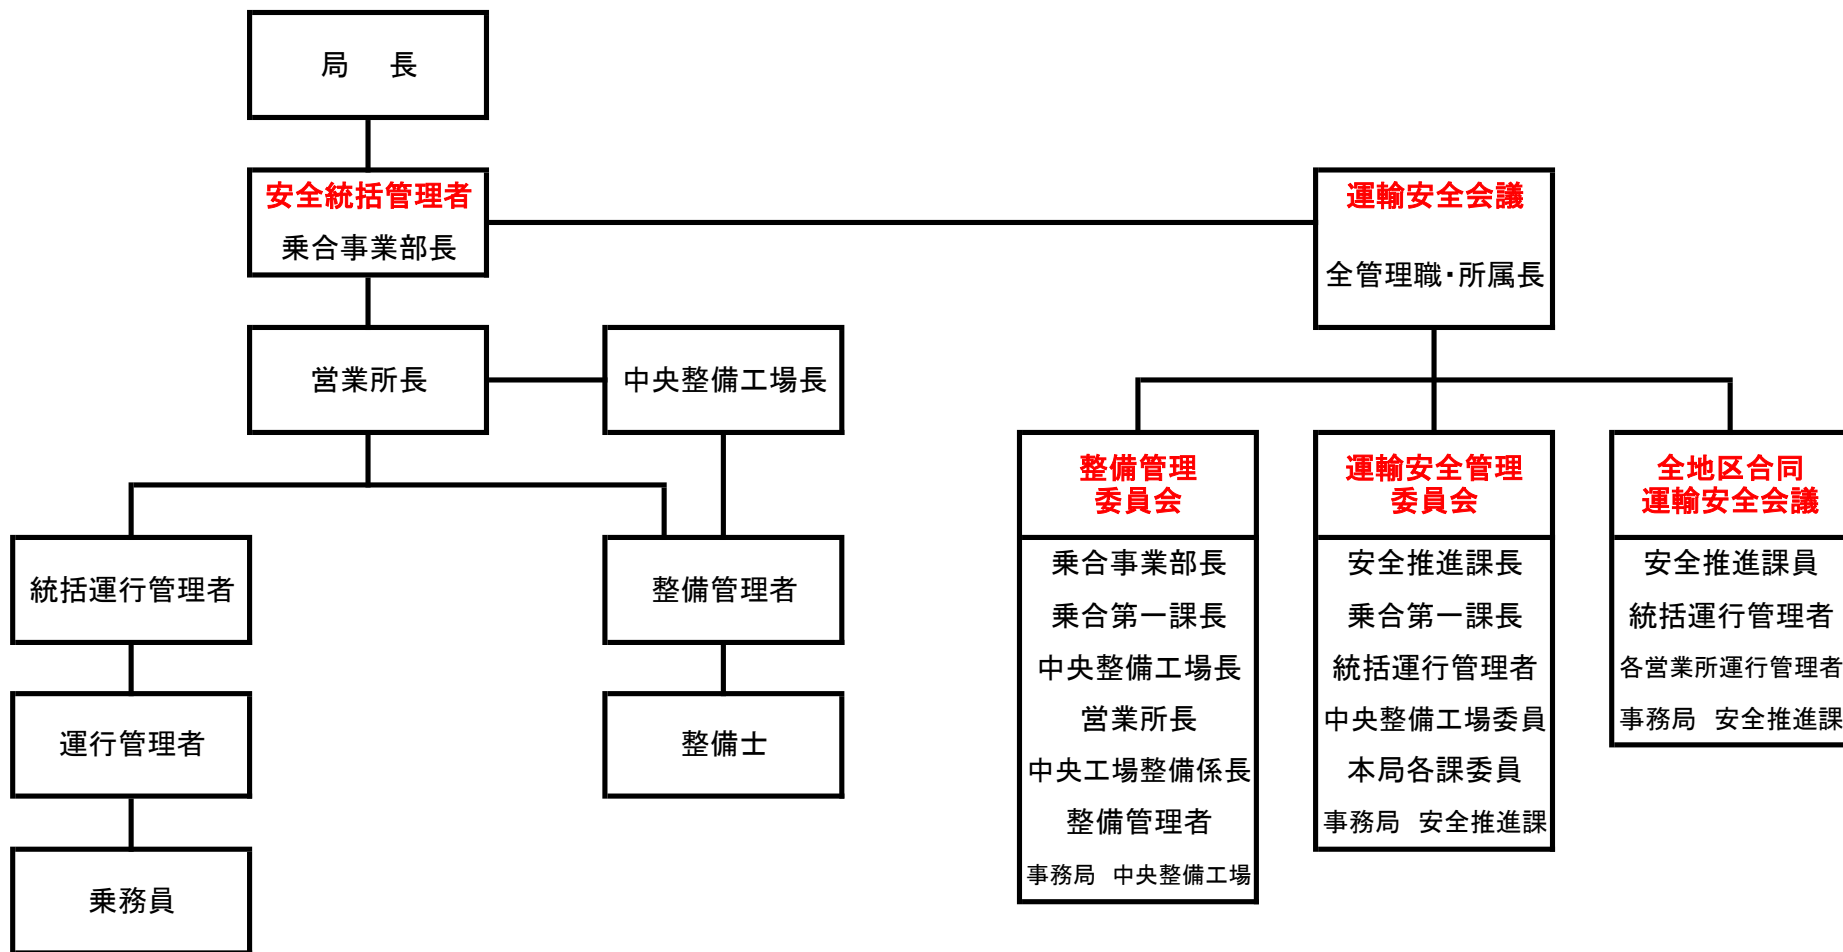 局　長
安全統括管理者
乗合事業部長
運輸安全会議
全管理職・所属長
営業所長
中央整備工場長
統括運行管理者
整備管理者
運行管理者
整備士
乗務員
整備管理
委員会
乗合事業部長
乗合第一課長
中央整備工場長
営業所長
中央工場整備係長
整備管理者
事務局　中央整備工場
運輸安全管理
委員会
安全推進課長
乗合第一課長
統括運行管理者
中央整備工場委員
本局各課委員
事務局　安全推進課
全地区合同
運輸安全会議
安全推進課員
統括運行管理者
各営業所運行管理者
事務局　安全推進課